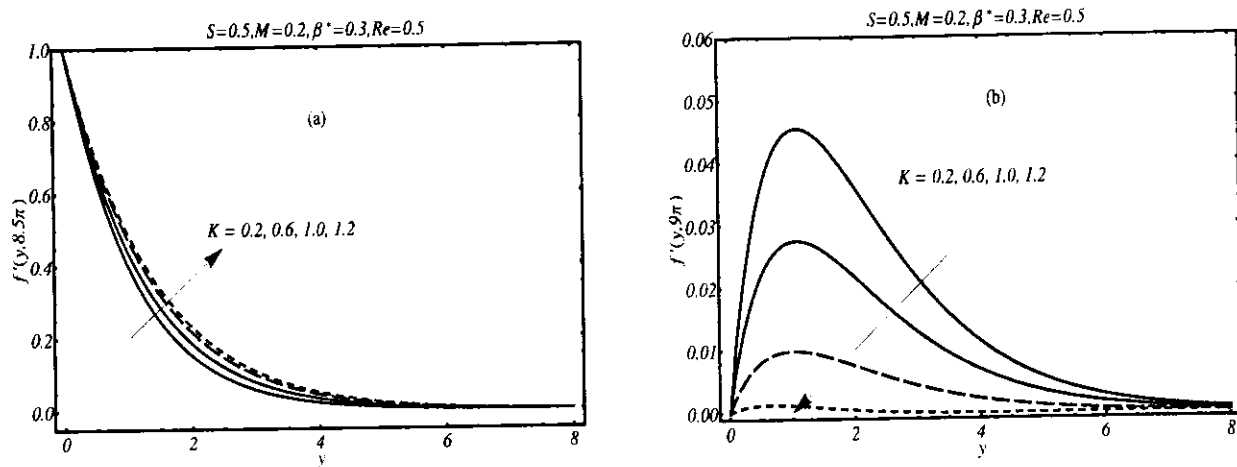 S=0.5,M=0.2,β*=0.3,Re=0.5
1.0
0.8
0.6
0.4
0.2
0.0
f'(y,8.5π)
(a)
K = 0.2, 0.6, 1.0, 1.2
0
2
4
6
8
y
S=0.5,M=0.2,β*=0.3,Re=0.5
0.06
0.05
0.04
0.03
0.02
0.01
0.00
f'(y,9π)
(b)
K = 0.2, 0.6, 1.0, 1.2
0
2
4
6
8
y